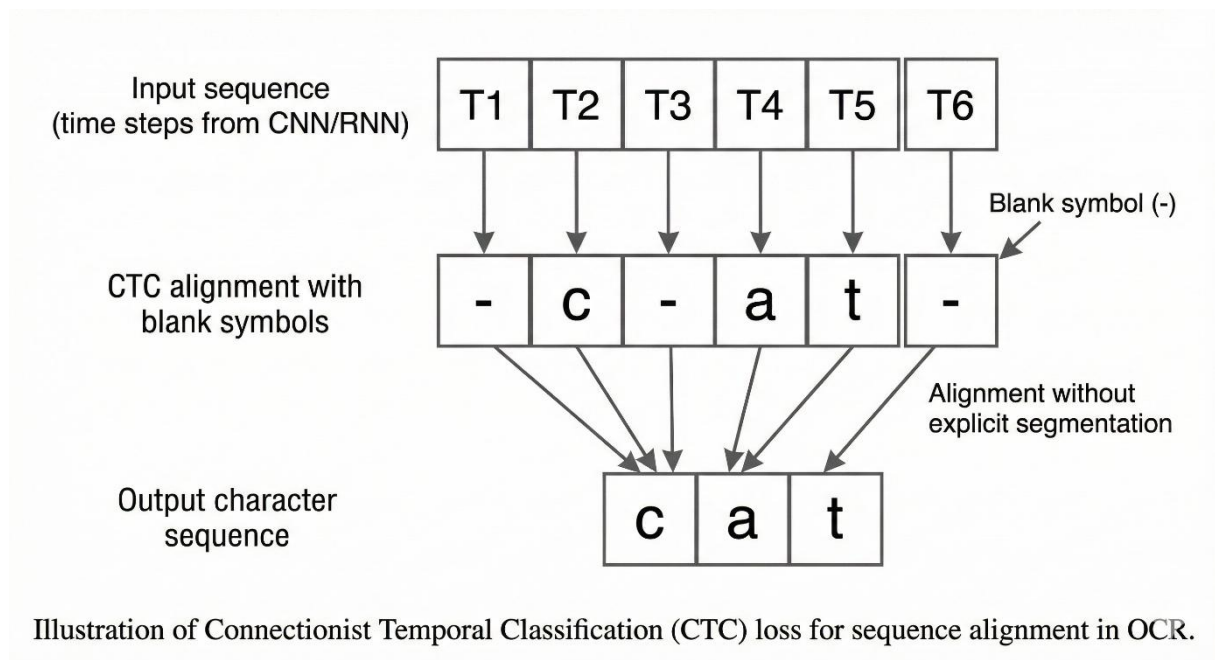 Input sequence
(time steps from CNN/RNN)
T1 T2 T3 T4 T5 T6
Blank symbol (-)
CTC alignment with
blank symbols
- c - a t -
Alignment without
explicit segmentation
Output character
sequence
c a t
Illustration of Connectionist Temporal Classification (CTC) loss for sequence alignment in OCR.